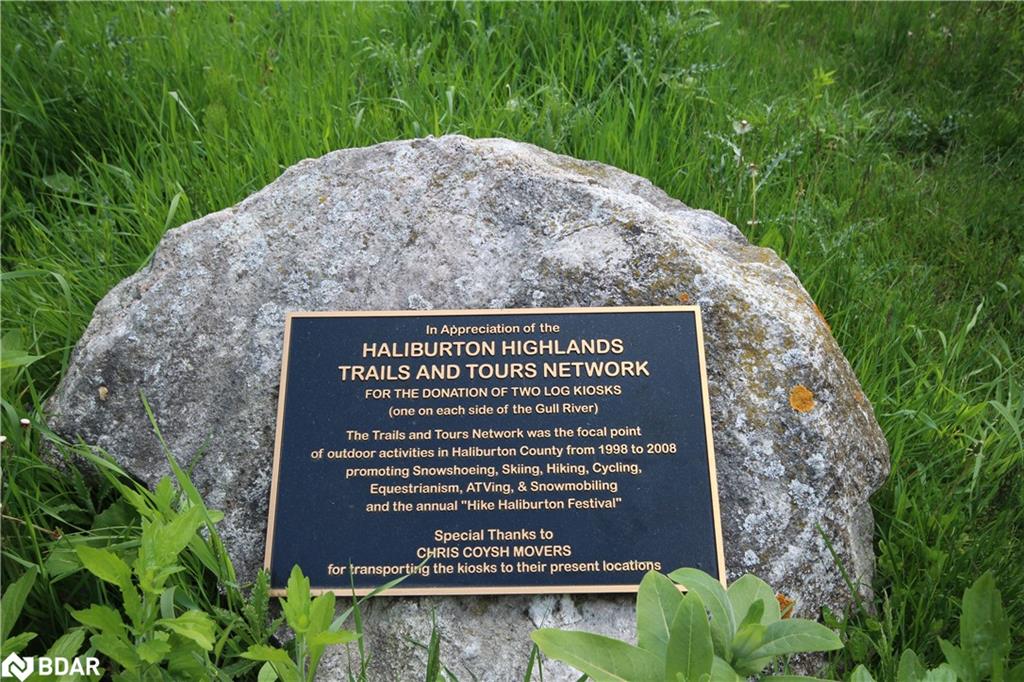 In Appreciation of the
HALIBURTON HIGHLANDS
TRAILS AND TOURS NETWORK
FOR THE DONATION OF TWO LOG KIOSKS
(one on each side of the Gull River)
The Trails and Tours Network was the focal point
of outdoor activities in Haliburton County from 1998 to 2008
promoting Snowshoeing, Skiing, Hiking, Cycling,
Equestrianism, ATVing, & Snowmobiling
and the annual "Hike Haliburton Festival"
Special Thanks to
CHRIS COYSH MOVERS
for transporting the kiosks to their present locations
BDAR